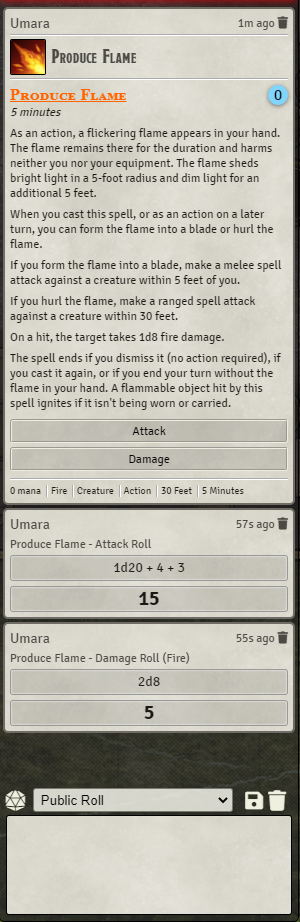 Umara 1m ago
Produce Flame
Produce Flame 0
5 minutes
As an action, a flickering flame appears in your hand.
The flame remains there for the duration and harms
neither you nor your equipment. The flame sheds
bright light in a 5-foot radius and dim light for an
additional 5 feet.
When you cast this spell, or as an action on a later
turn, you can form the flame into a blade or hurl the
flame.
If you form the flame into a blade, make a melee spell
attack against a creature within 5 feet of you.
If you hurl the flame, make a ranged spell attack
against a creature within 30 feet.
On a hit, the target takes 1d8 fire damage.
The spell ends if you dismiss it (no action required), if
you cast it again, or if you end your turn without the
flame in your hand. A flammable object hit by this
spell ignites if it isn't being worn or carried.
Attack
Damage
0 mana Fire Creature Action 30 Feet 5 Minutes
Umara 57s ago
Produce Flame - Attack Roll
1d20 + 4 + 3
15
Umara 55s ago
Produce Flame - Damage Roll (Fire)
2d8
5
Public Roll